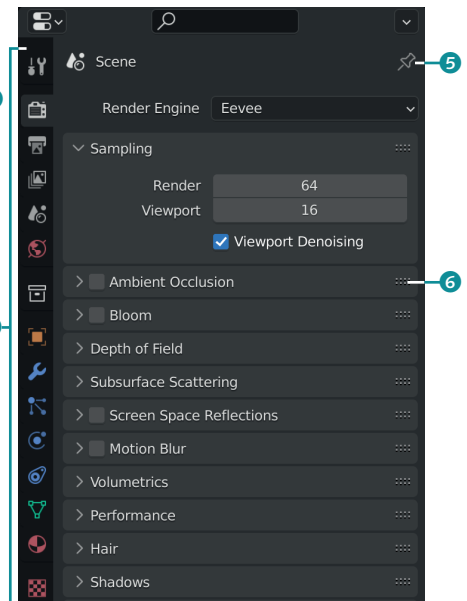 Scene
5
Render Engine Eevee
Sampling
Render 64
Viewport 16
Viewport Denoising
Ambient Occlusion
6
Bloom
Depth of Field
Subsurface Scattering
Screen Space Reflections
Motion Blur
Volumetrics
Performance
Hair
Shadows